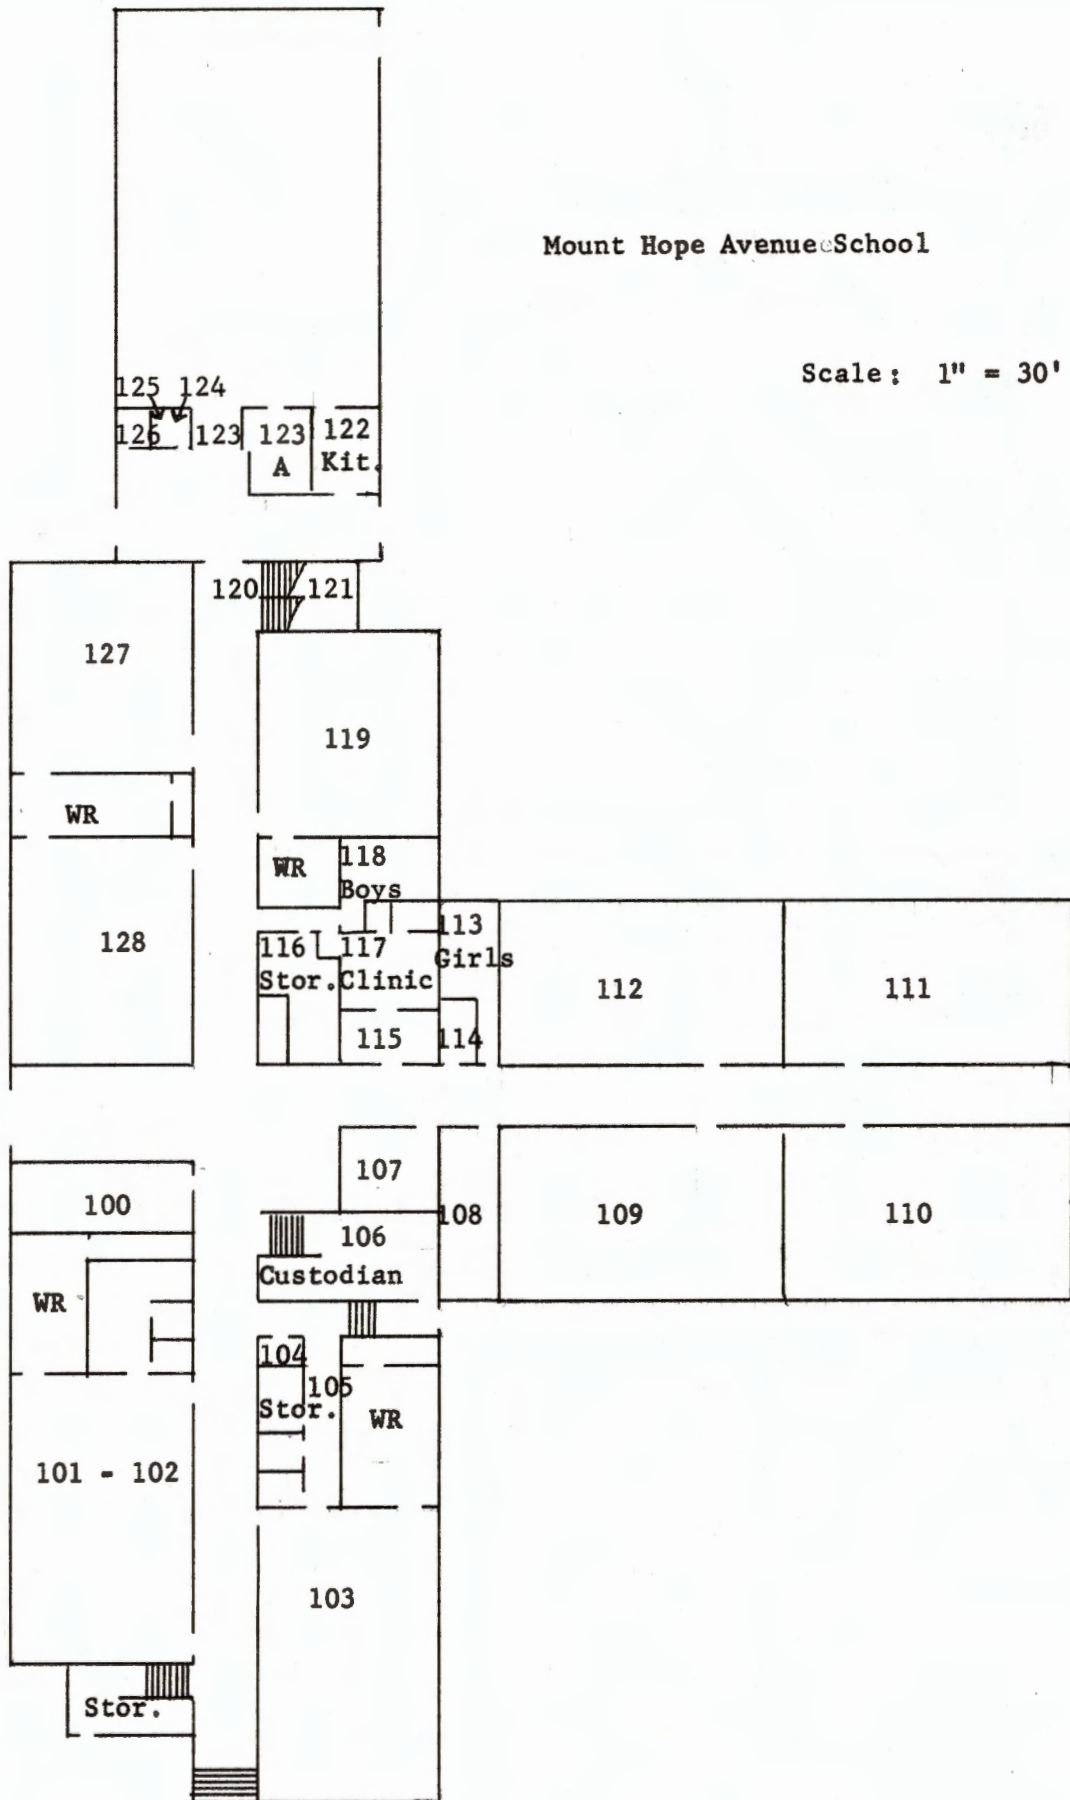 Mount Hope Avenue School
Scale: 1" = 30'
125 124
126 123 123 122
A Kit.
120 121
127
119
WR
WR 118
Boys
128
113
Girls
116 117
Stor. Clinic
112 111
115 114
107
100
108 109 110
106
Custodian
WR
104
105
Stor.
WR
101 - 102
103
Stor.